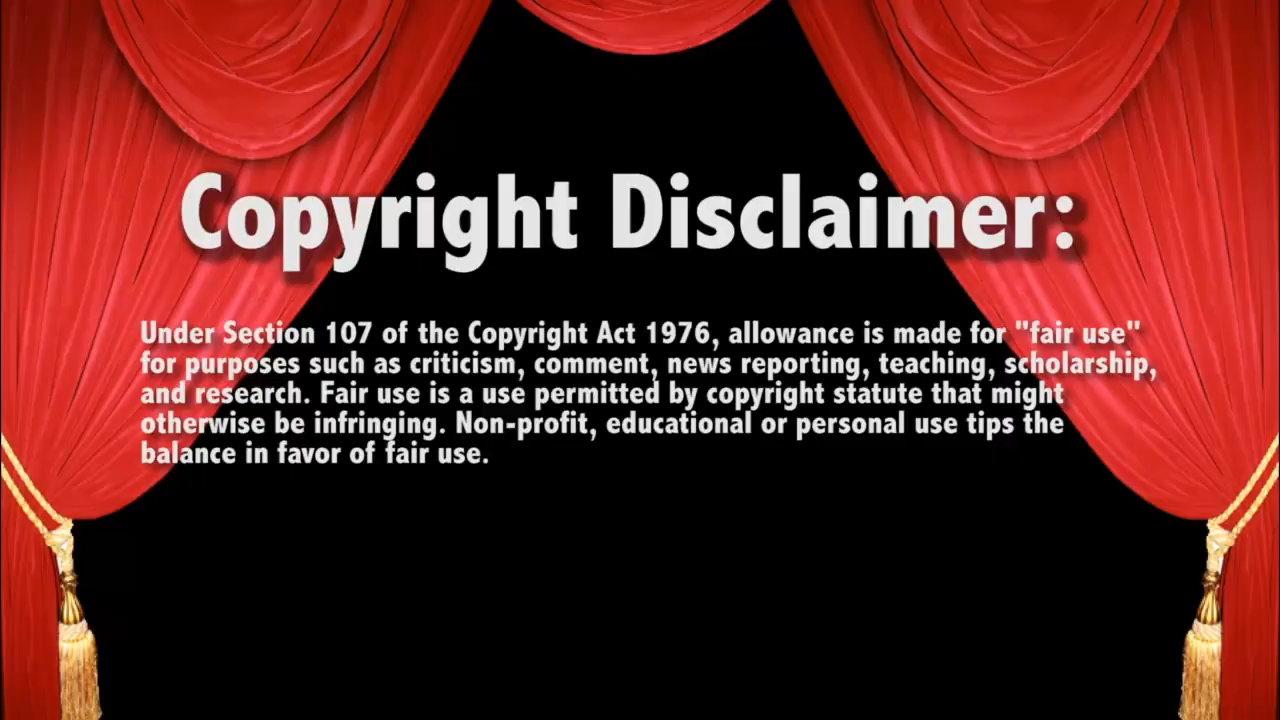 Copyright Disclaimer:
Under Section 107 of the Copyright Act 1976, allowance is made for "fair use"
for purposes such as criticism, comment, news reporting, teaching, scholarship,
and research. Fair use is a use permitted by copyright statute that might
otherwise be infringing. Non-profit, educational or personal use tips the
balance in favor of fair use.